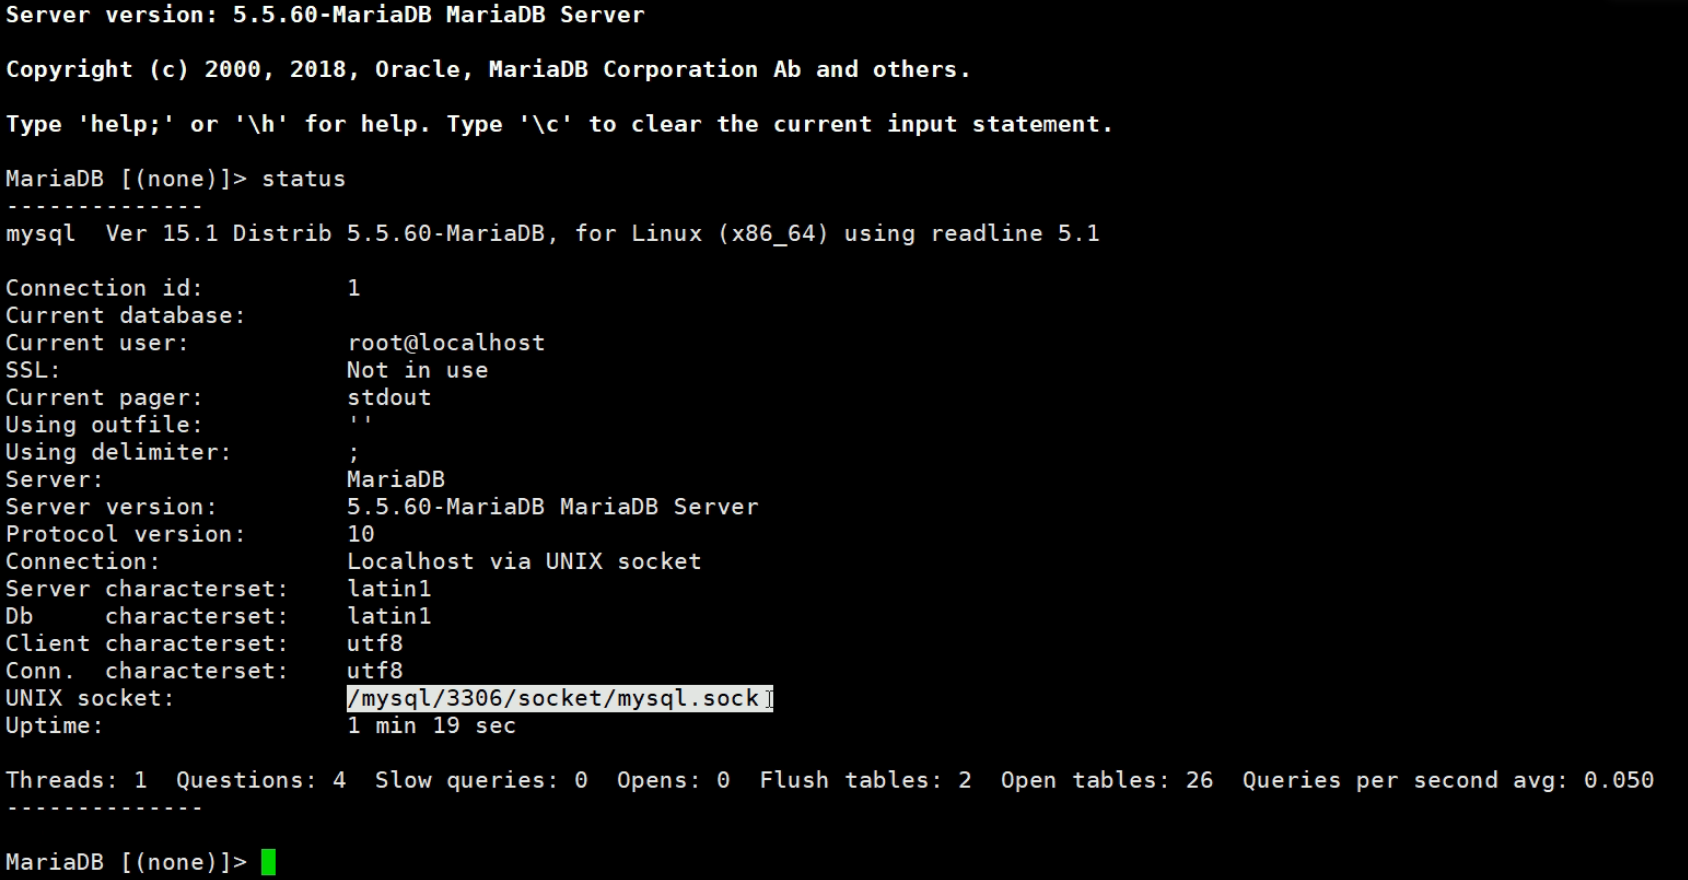 Server version: 5.5.60-MariaDB MariaDB Server
Copyright (c) 2000, 2018, Oracle, MariaDB Corporation Ab and others.
Type 'help;' or '\h' for help. Type '\c' to clear the current input statement.
MariaDB [(none)]> status
--------------
mysql  Ver 15.1 Distrib 5.5.60-MariaDB, for Linux (x86_64) using readline 5.1
Connection id:          1
Current database:
Current user:           root@localhost
SSL:                    Not in use
Current pager:          stdout
Using outfile:          ''
Using delimiter:        ;
Server:                 MariaDB
Server version:         5.5.60-MariaDB MariaDB Server
Protocol version:       10
Connection:             Localhost via UNIX socket
Server characterset:    latin1
Db     characterset:    latin1
Client characterset:    utf8
Conn.  characterset:    utf8
UNIX socket:            /mysql/3306/socket/mysql.sock
Uptime:                 1 min 19 sec
Threads: 1  Questions: 4  Slow queries: 0  Opens: 0  Flush tables: 2  Open tables: 26  Queries per second avg: 0.050
--------------
MariaDB [(none)]>